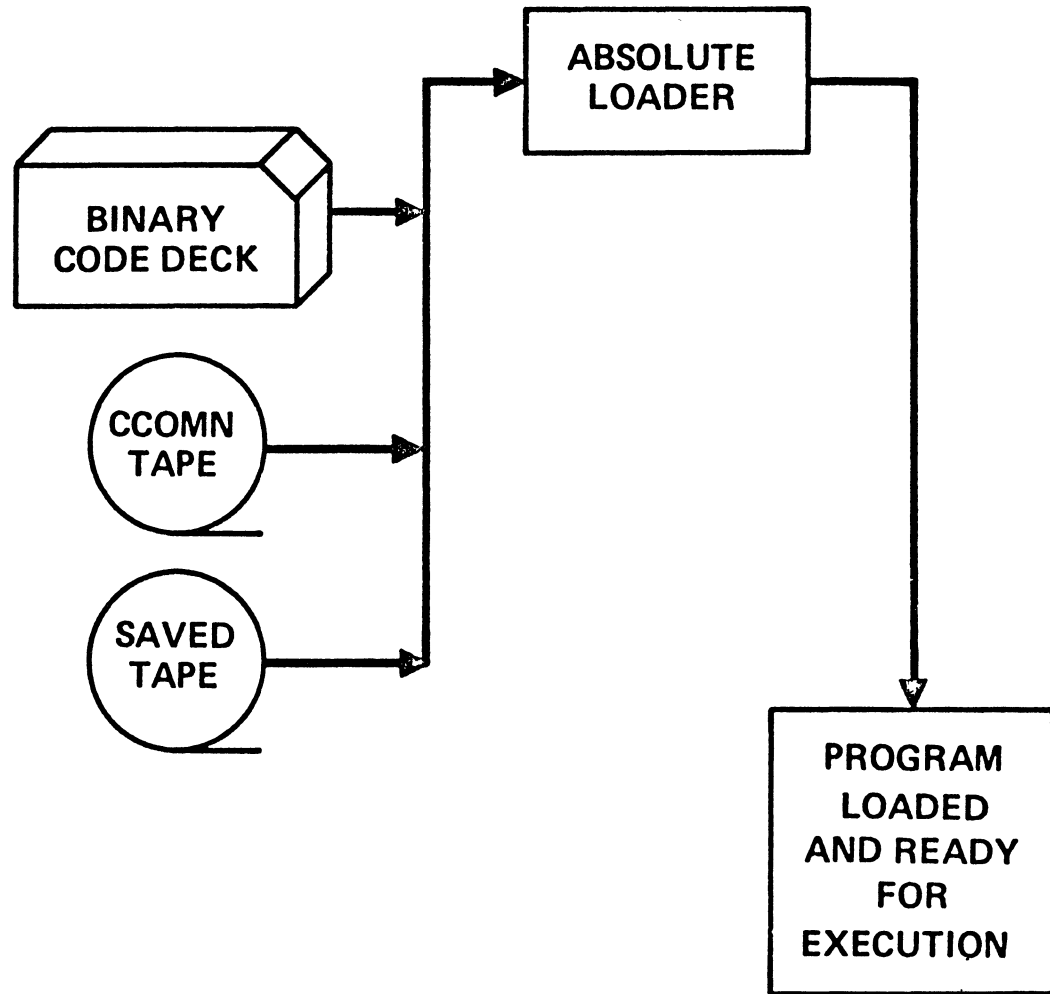 ABSOLUTE
LOADER
BINARY
CODE DECK
CCOMN
TAPE
SAVED
TAPE
PROGRAM
LOADED
AND READY
FOR
EXECUTION